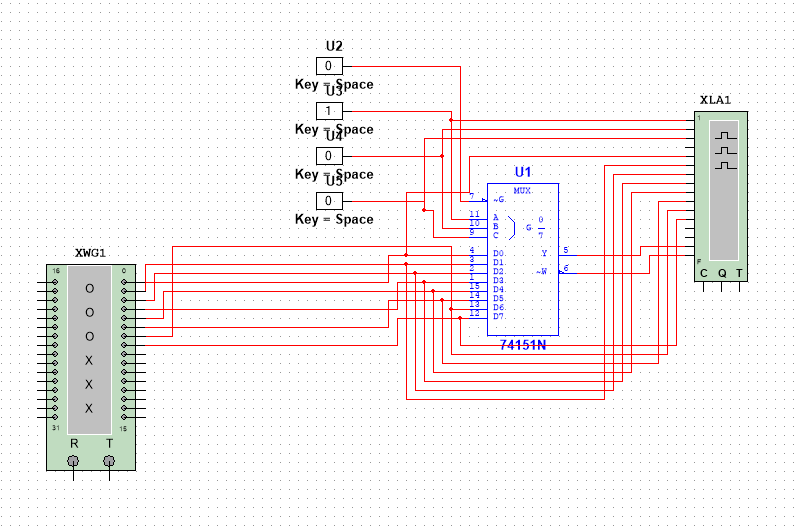 U2
0
Key = Space
U3
1
Key = Space
U4
0
Key = Space
U5
0
Key = Space
XLA1
1
F
C Q T
U1
MUX
7 ~G
11 A
10 B
9 C
G 0
7
4 D0
3 D1
2 D2
1 D3
15 D4
14 D5
13 D6
12 D7
Y 5
~W 6
74151N
XWG1
16 0
O
O
O
X
X
X
31 15
R T